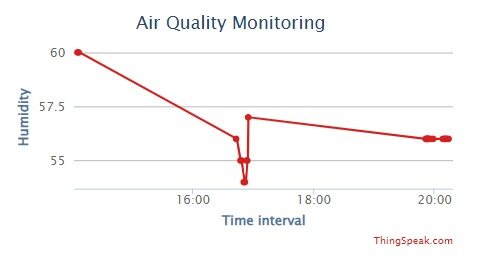 Air Quality Monitoring
60
57.5
55
Humidity
16:00
18:00
20:00
Time interval
ThingSpeak.com